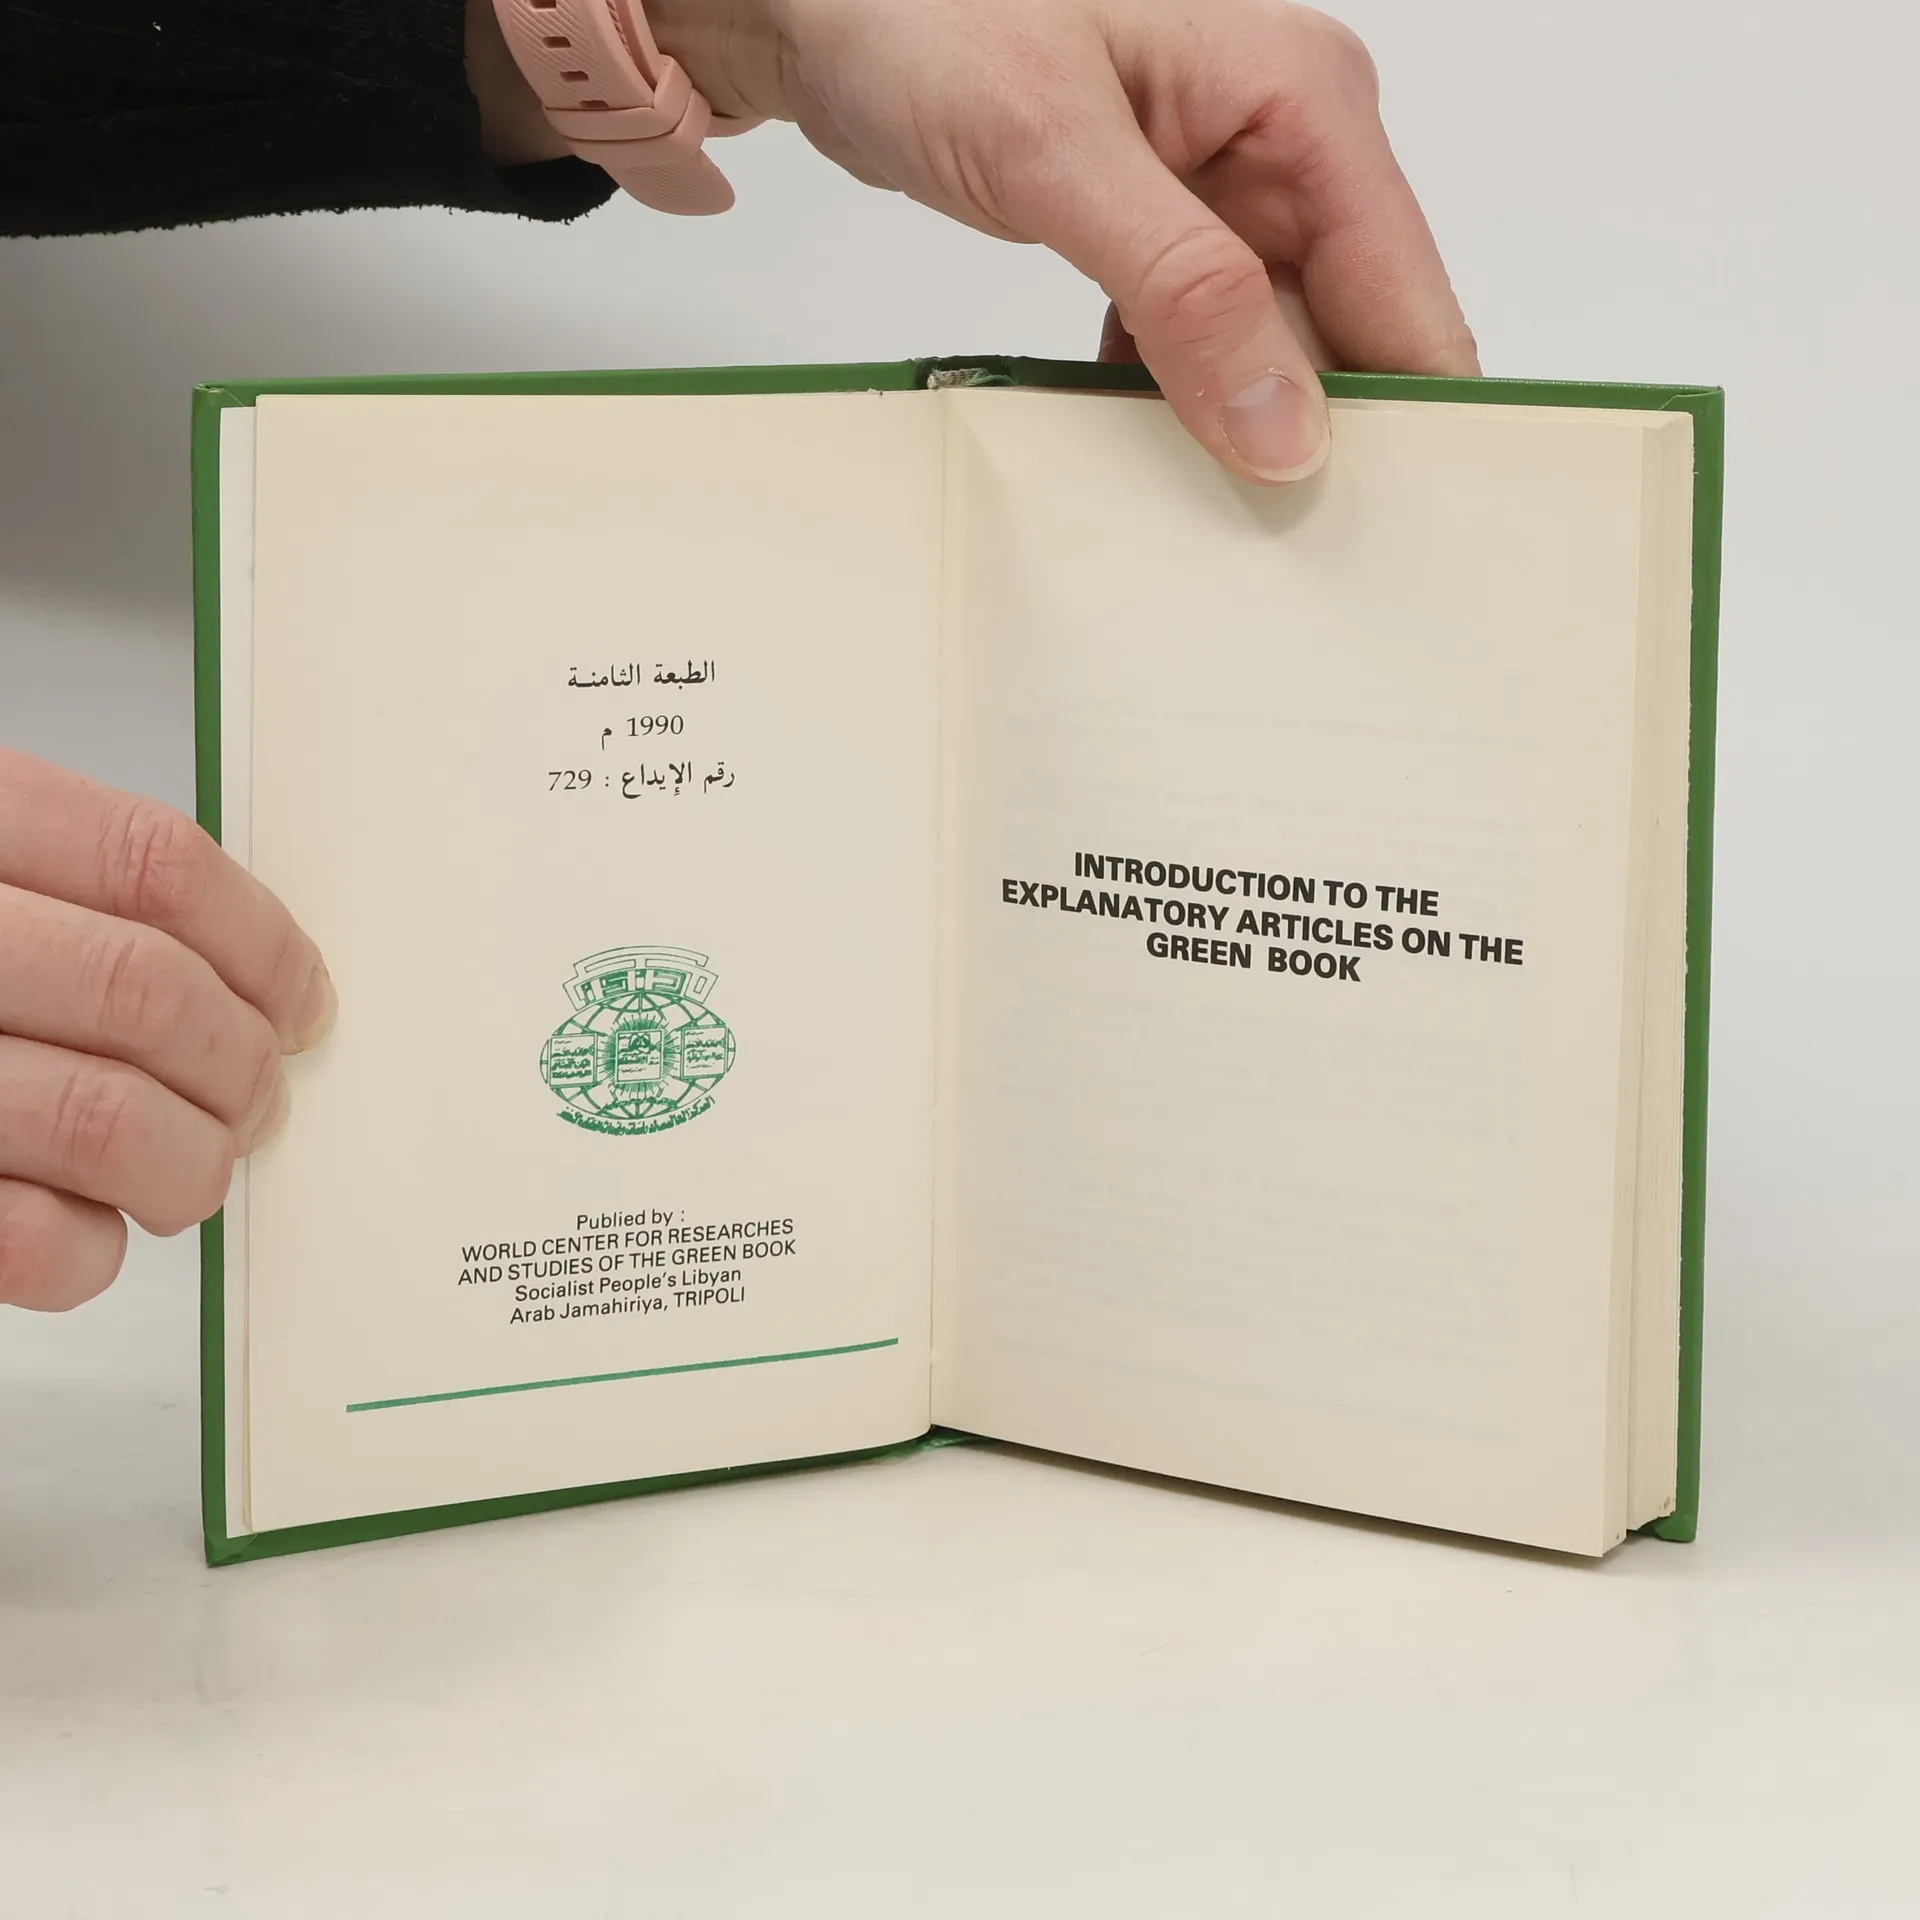 الطبعة الثامنــة
1990 م
رقم الإيداع : 729
Publied by :
WORLD CENTER FOR RESEARCHES
AND STUDIES OF THE GREEN BOOK
Socialist People's Libyan
Arab Jamahiriya, TRIPOLI
INTRODUCTION TO THE
EXPLANATORY ARTICLES ON THE
GREEN BOOK